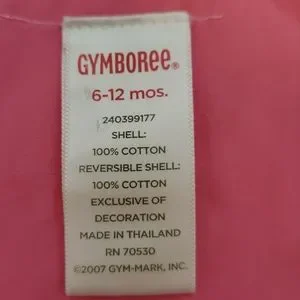 GYMBOREE®
6-12 mos.
240399177
SHELL:
100% COTTON
REVERSIBLE SHELL:
100% COTTON
EXCLUSIVE OF
DECORATION
MADE IN THAILAND
RN 70530
©2007 GYM-MARK, INC.